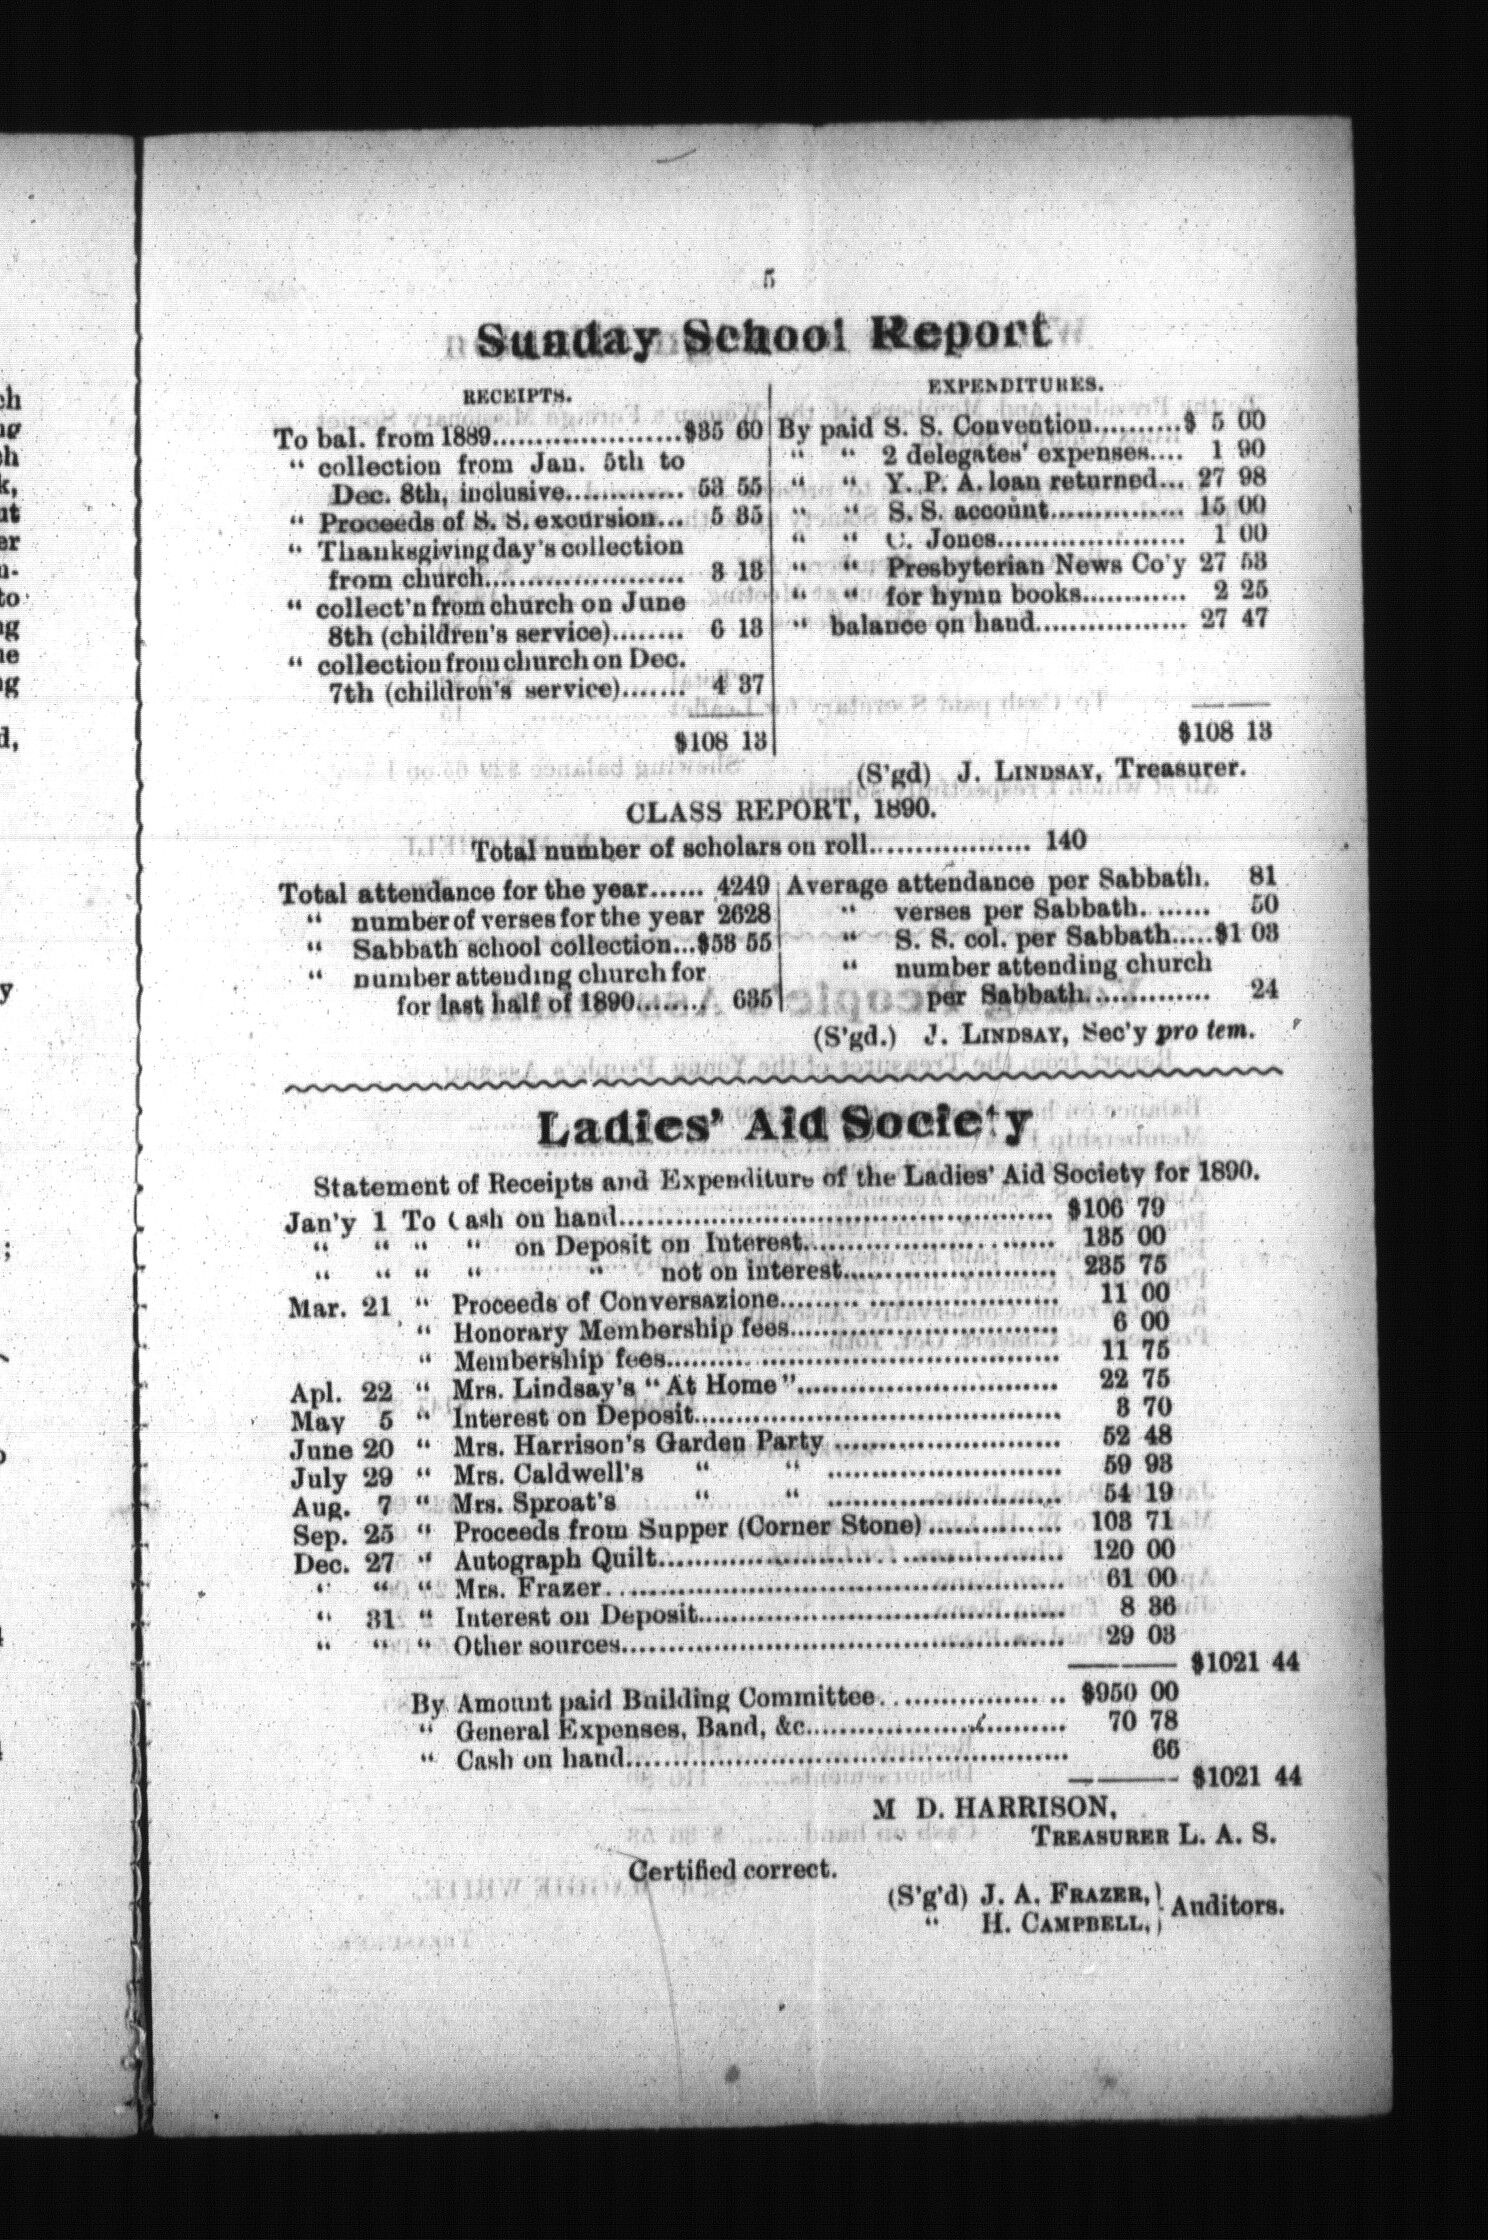 5
Sunday School Report
RECEIPTS.
To bal. from 1889......................$35 60
“ collection from Jan. 5th to
Dec. 8th, inclusive.............. 53 55
“ Proceeds of S. S. excursion... 5 35
“ Thanksgiving day's collection
from church....................... 3 13
“ collect'n from church on June
8th (children's service)........ 6 13
“ collection from church on Dec.
7th (children's service)....... 4 37
$108 13
EXPENDITURES.
By paid S. S. Convention..........$ 5 00
“ “ 2 delegates' expenses.... 1 90
“ “ Y. P. A. loan returned... 27 98
“ “ S. S. account............... 15 00
“ “ C. Jones..................... 1 00
“ “ Presbyterian News Co'y 27 53
“ “ for hymn books............ 2 25
“ balance on hand................. 27 47
$108 13
(S'gd) J. LINDSAY, Treasurer.
CLASS REPORT, 1890.
Total number of scholars on roll.................. 140
Total attendance for the year...... 4249
“ number of verses for the year 2628
“ Sabbath school collection...$53 55
“ number attending church for
for last half of 1890........ 635
Average attendance per Sabbath. 81
“ verses per Sabbath. ...... 50
“ S. S. col. per Sabbath.....$1 03
“ number attending church
per Sabbath.............. 24
(S'gd.) J. LINDSAY, Sec'y pro tem.
Ladies' Aid Society
Statement of Receipts and Expenditure of the Ladies' Aid Society for 1890.
Jan'y 1 To Cash on hand................................................ $106 79
“ “ “ “ on Deposit on Interest............................ 135 00
“ “ “ “ “ not on interest........................ 235 75
Mar. 21 “ Proceeds of Conversazione............................... 11 00
“ Honorary Membership fees.............................. 6 00
“ Membership fees............................................ 11 75
Apl. 22 “ Mrs. Lindsay's “At Home”............................. 22 75
May 5 “ Interest on Deposit......................................... 3 70
June 20 “ Mrs. Harrison's Garden Party ......................... 52 48
July 29 “ Mrs. Caldwell's “ “ .......................... 59 93
Aug. 7 “ Mrs. Sproat's “ “ .......................... 54 19
Sep. 25 “ Proceeds from Supper (Corner Stone)............... 103 71
Dec. 27 “ Autograph Quilt............................................. 120 00
“ “ “ Mrs. Frazer................................................... 61 00
“ 31 “ Interest on Deposit......................................... 8 36
“ “ “ Other sources................................................ 29 03
$1021 44
By Amount paid Building Committee..................... $950 00
“ General Expenses, Band, &c............................. 70 78
“ Cash on hand................................................. 66
$1021 44
M D. HARRISON,
TREASURER L. A. S.
Certified correct.
(S'g'd) J. A. FRAZER, } Auditors.
“ H. CAMPBELL, }